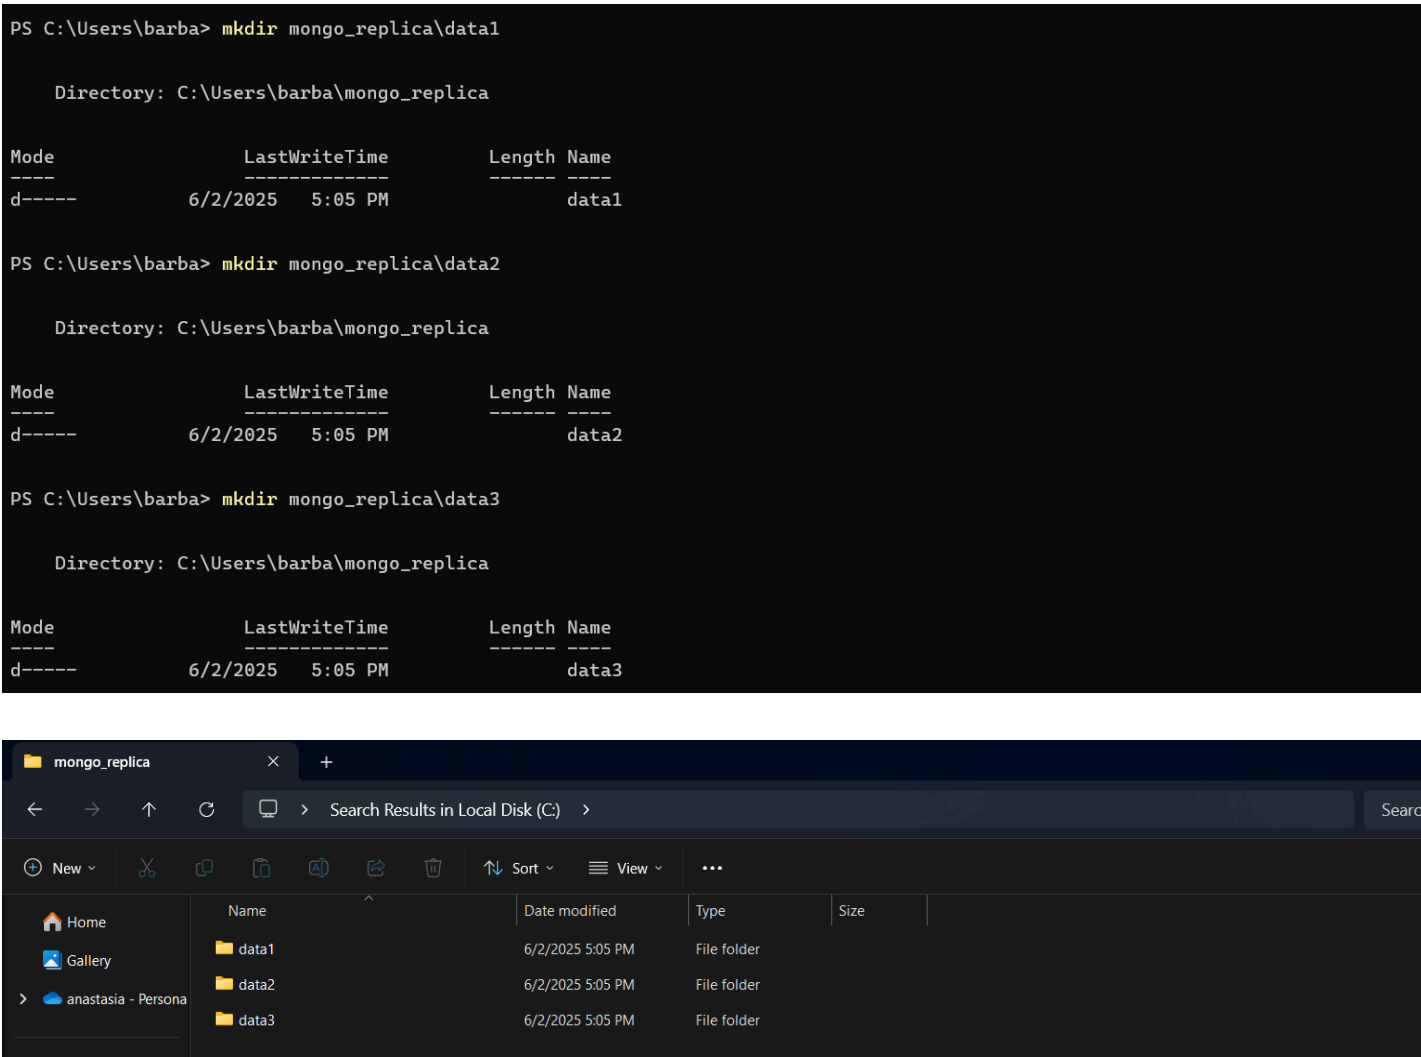 PS C:\Users\barba> mkdir mongo_replica\data1
Directory: C:\Users\barba\mongo_replica
Mode LastWriteTime Length Name
---- ------------- ------ ----
d----- 6/2/2025 5:05 PM data1
PS C:\Users\barba> mkdir mongo_replica\data2
Directory: C:\Users\barba\mongo_replica
Mode LastWriteTime Length Name
---- ------------- ------ ----
d----- 6/2/2025 5:05 PM data2
PS C:\Users\barba> mkdir mongo_replica\data3
Directory: C:\Users\barba\mongo_replica
Mode LastWriteTime Length Name
---- ------------- ------ ----
d----- 6/2/2025 5:05 PM data3
mongo_replica
Search Results in Local Disk (C:) Searc
New Sort View
Name Date modified Type Size
Home
Gallery
anastasia - Persona
data1 6/2/2025 5:05 PM File folder
data2 6/2/2025 5:05 PM File folder
data3 6/2/2025 5:05 PM File folder